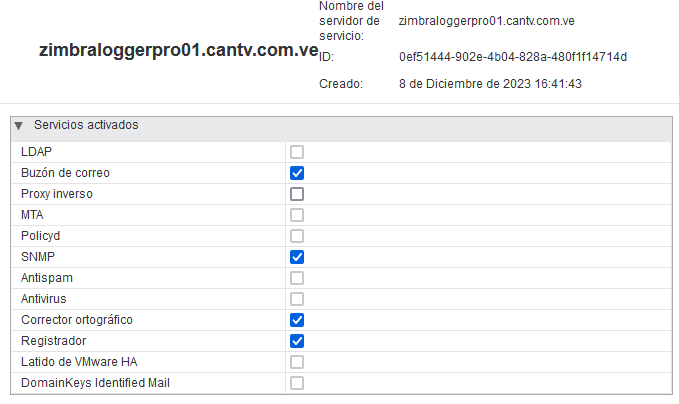 zimbraloggerpro01.cantv.com.ve
Nombre del
servidor de
servicio:
zimbraloggerpro01.cantv.com.ve
ID:
0ef51444-902e-4b04-828a-480f1f14714d
Creado:
8 de Diciembre de 2023 16:41:43
Servicios activados
LDAP
Buzón de correo
Proxy inverso
MTA
Policyd
SNMP
Antispam
Antivirus
Corrector ortográfico
Registrador
Latido de VMware HA
DomainKeys Identified Mail